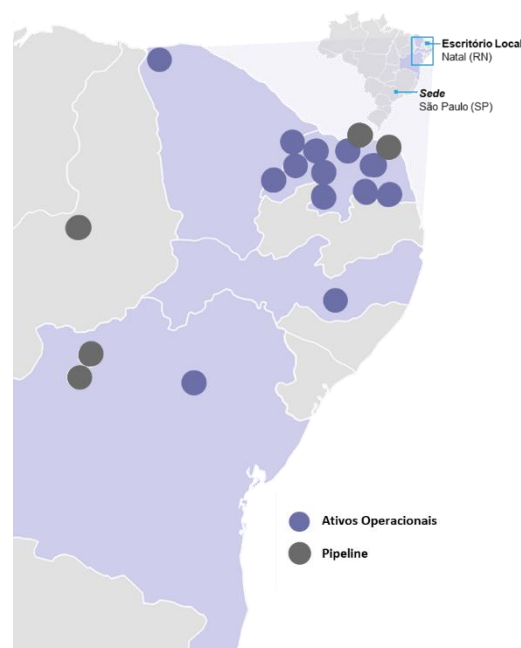 Escritório Local
Natal (RN)
Sede
São Paulo (SP)
Ativos Operacionais
Pipeline